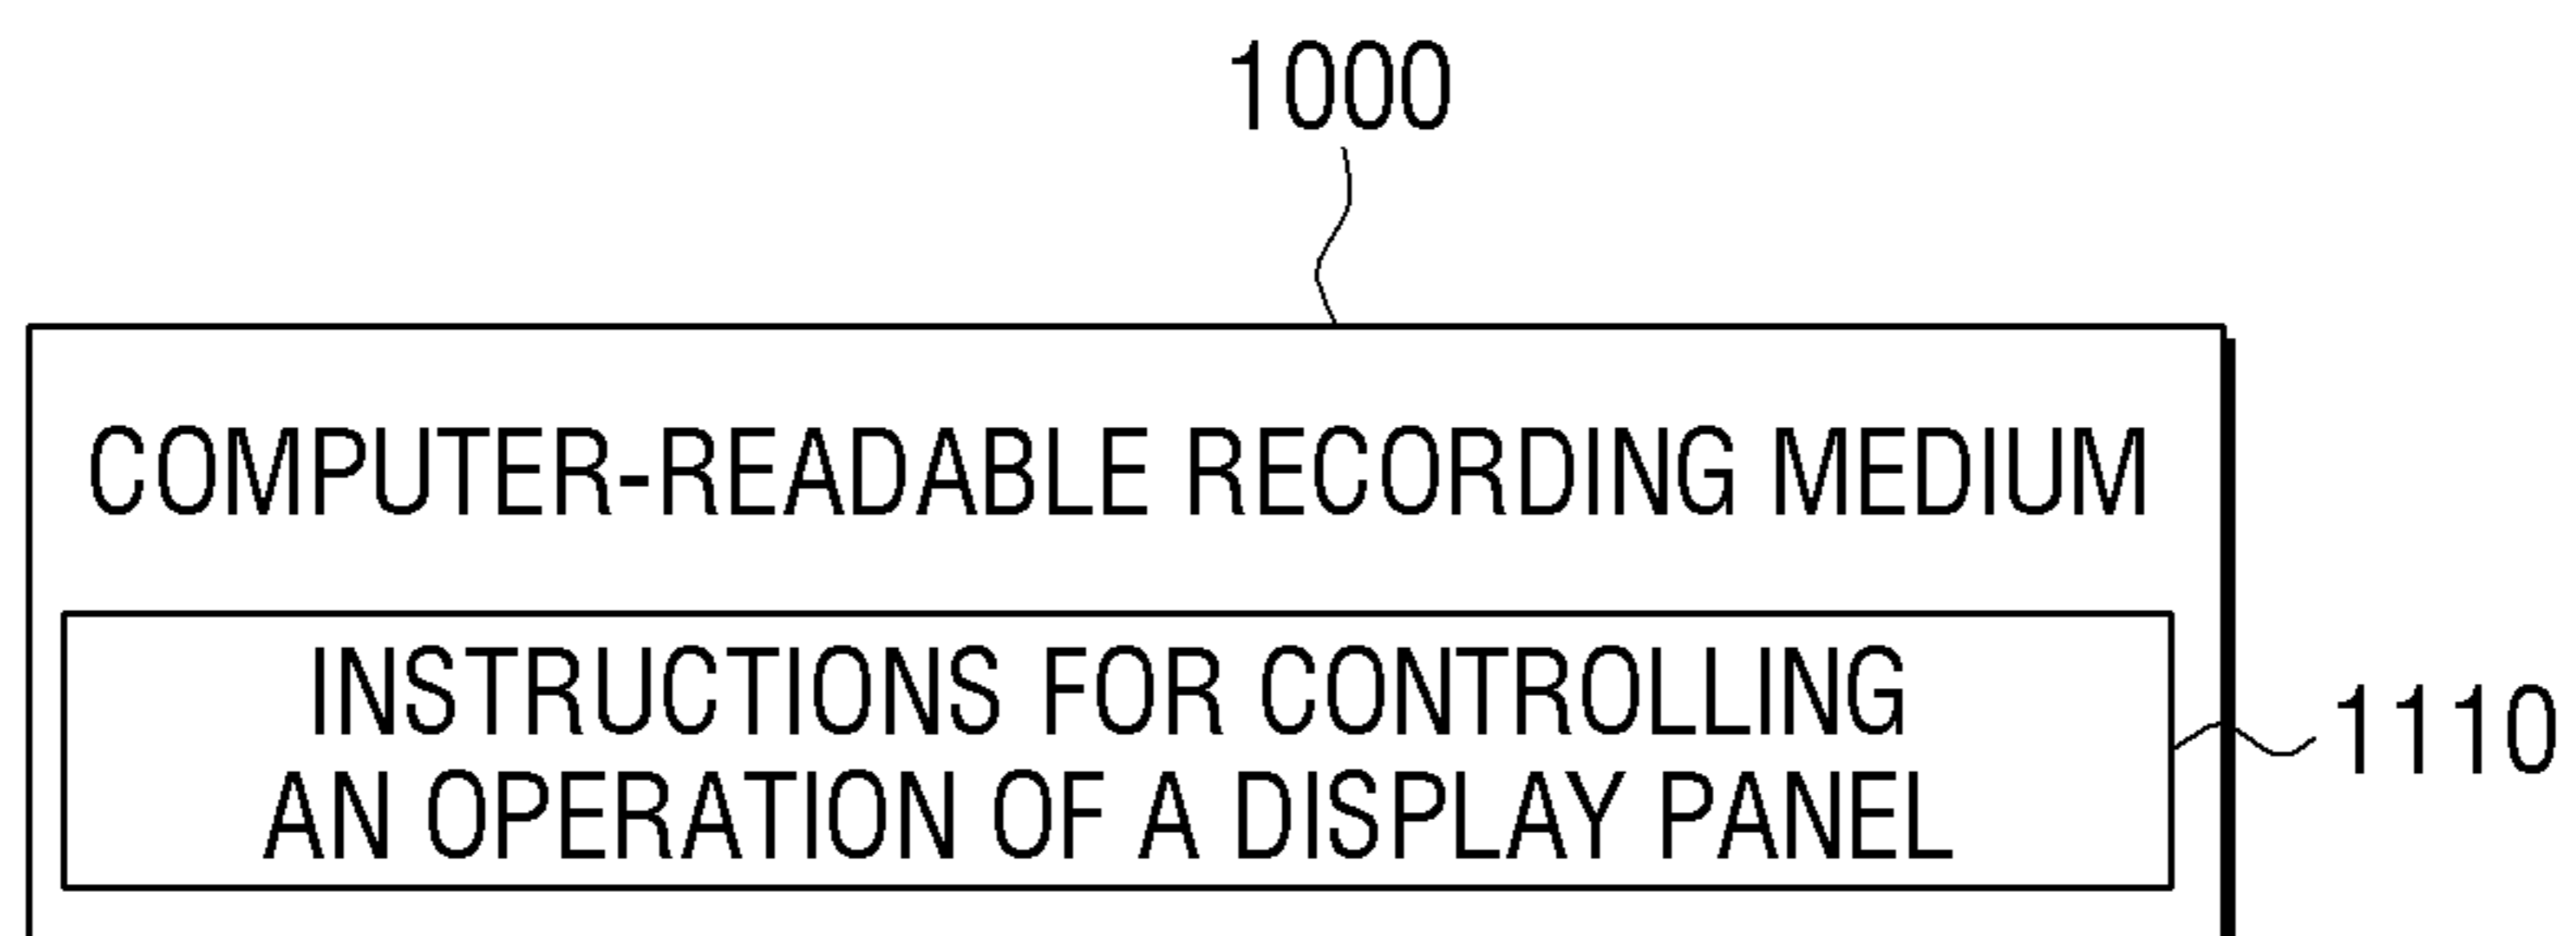 1000
COMPUTER-READABLE RECORDING MEDIUM
INSTRUCTIONS FOR CONTROLLING
AN OPERATION OF A DISPLAY PANEL
1110